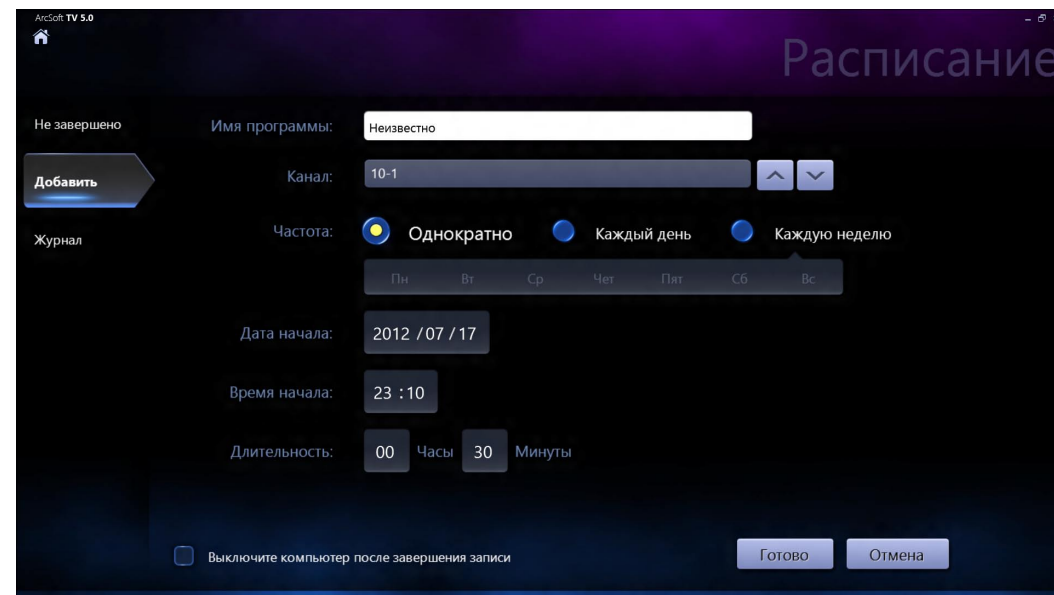 ArcSoft TV 5.0
Расписание
Не завершено
Добавить
Журнал
Имя программы: Неизвестно
Канал: 10-1
Частота: Однократно Каждый день Каждую неделю
Пн Вт Ср Чет Пят Сб Вс
Дата начала: 2012 /07 /17
Время начала: 23 :10
Длительность: 00 Часы 30 Минуты
Выключите компьютер после завершения записи
Готово Отмена